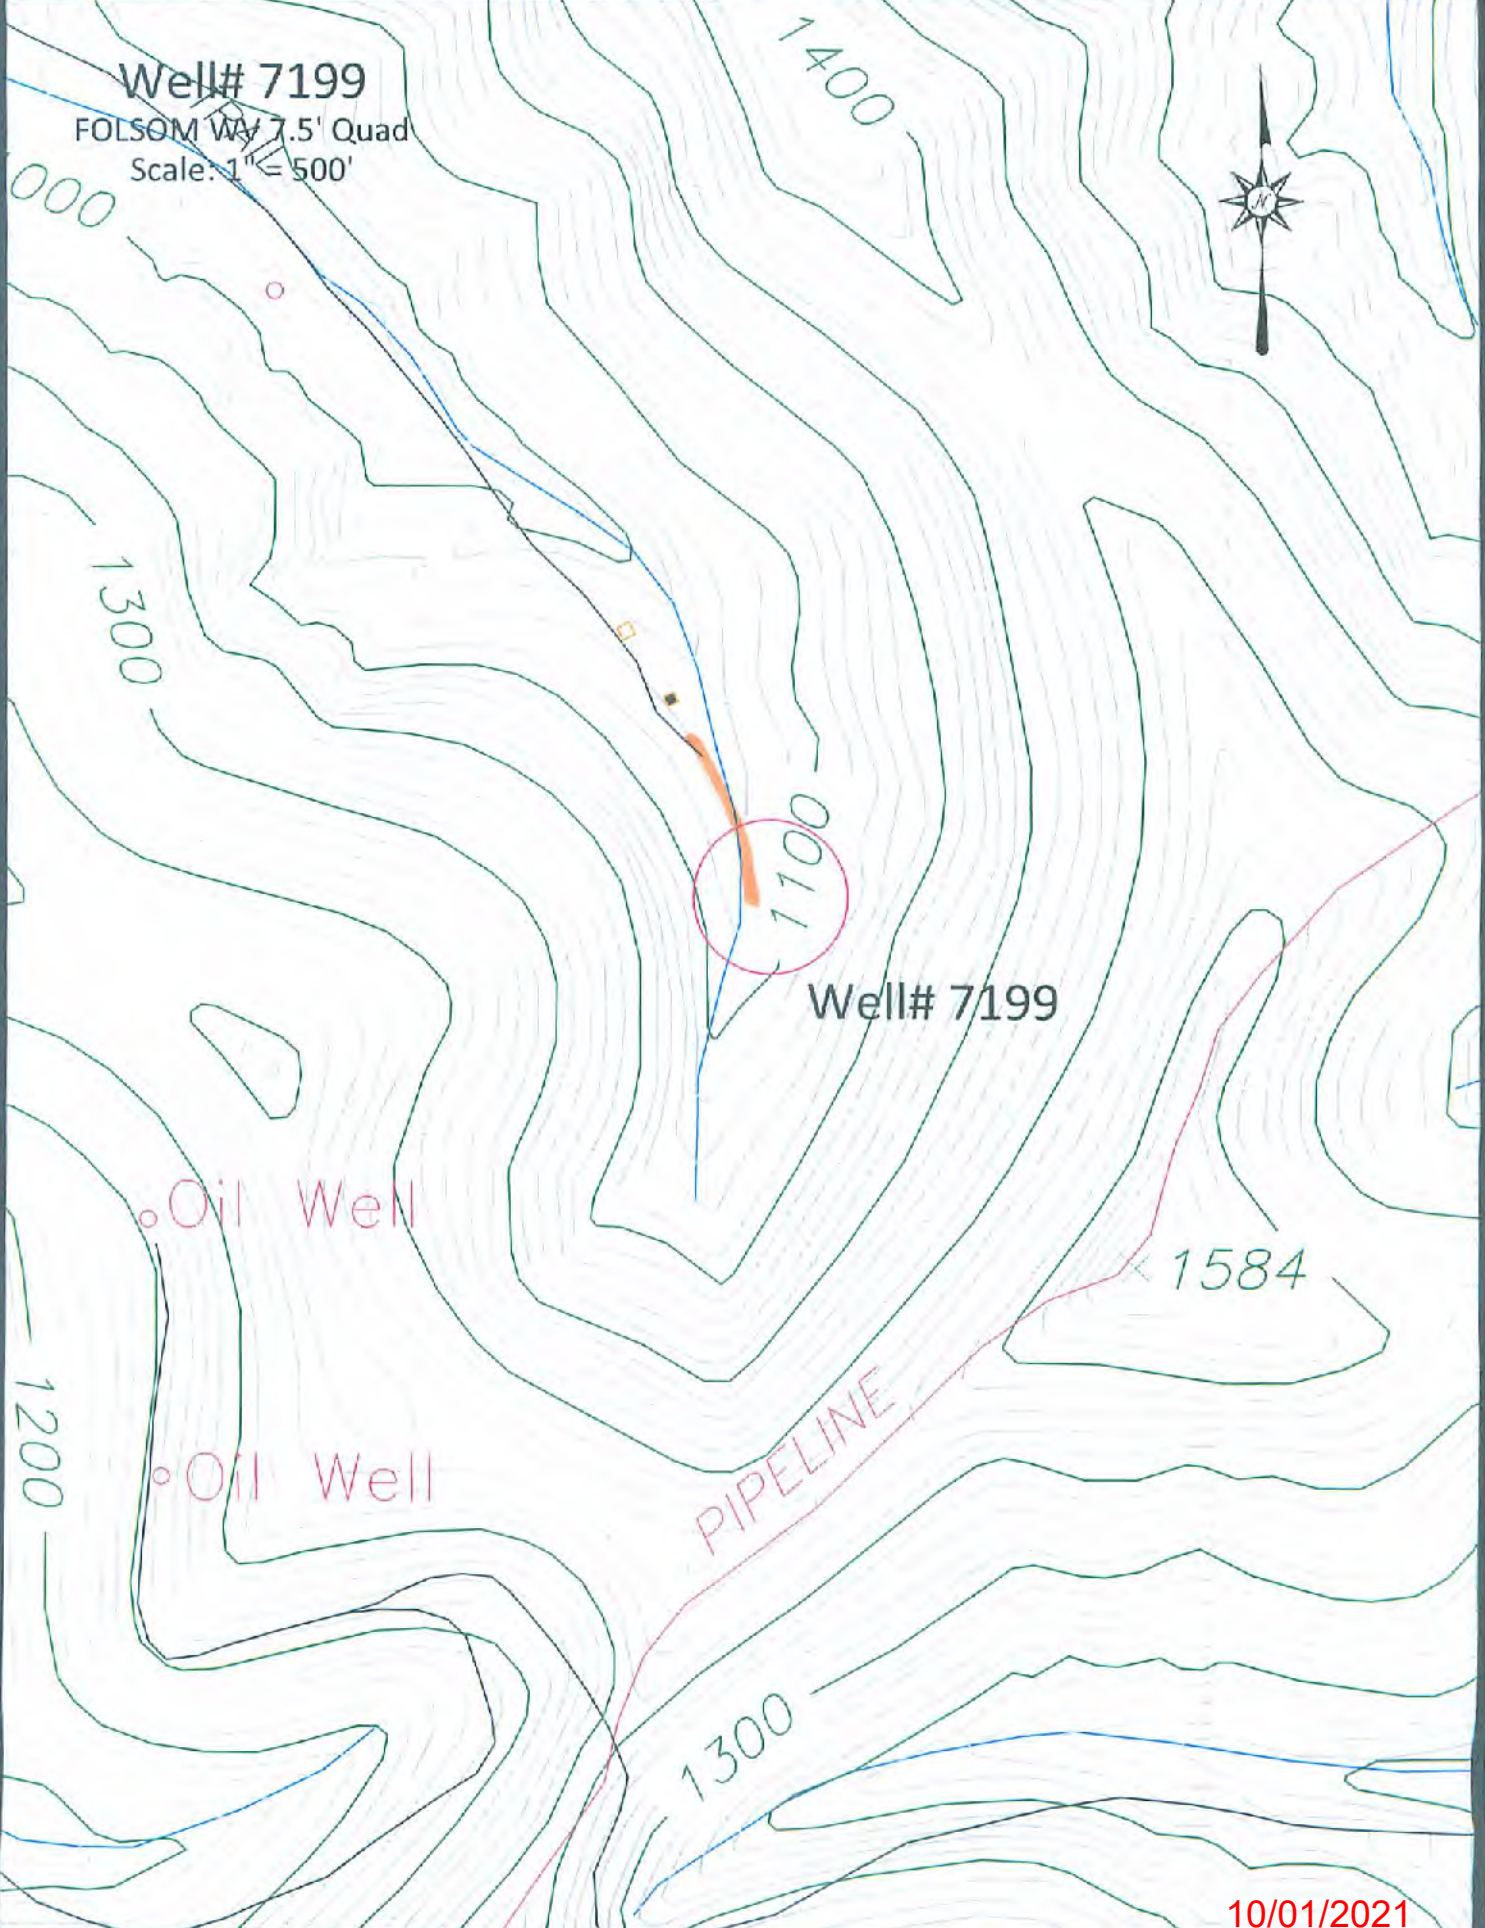 Well# 7199
FOLSOM WV 7.5' Quad
Scale: 1" = 500'
000
1400
N
1300
1100
Well# 7199
Oil Well
1584
1200
Oil Well
PIPELINE
1300
10/01/2021